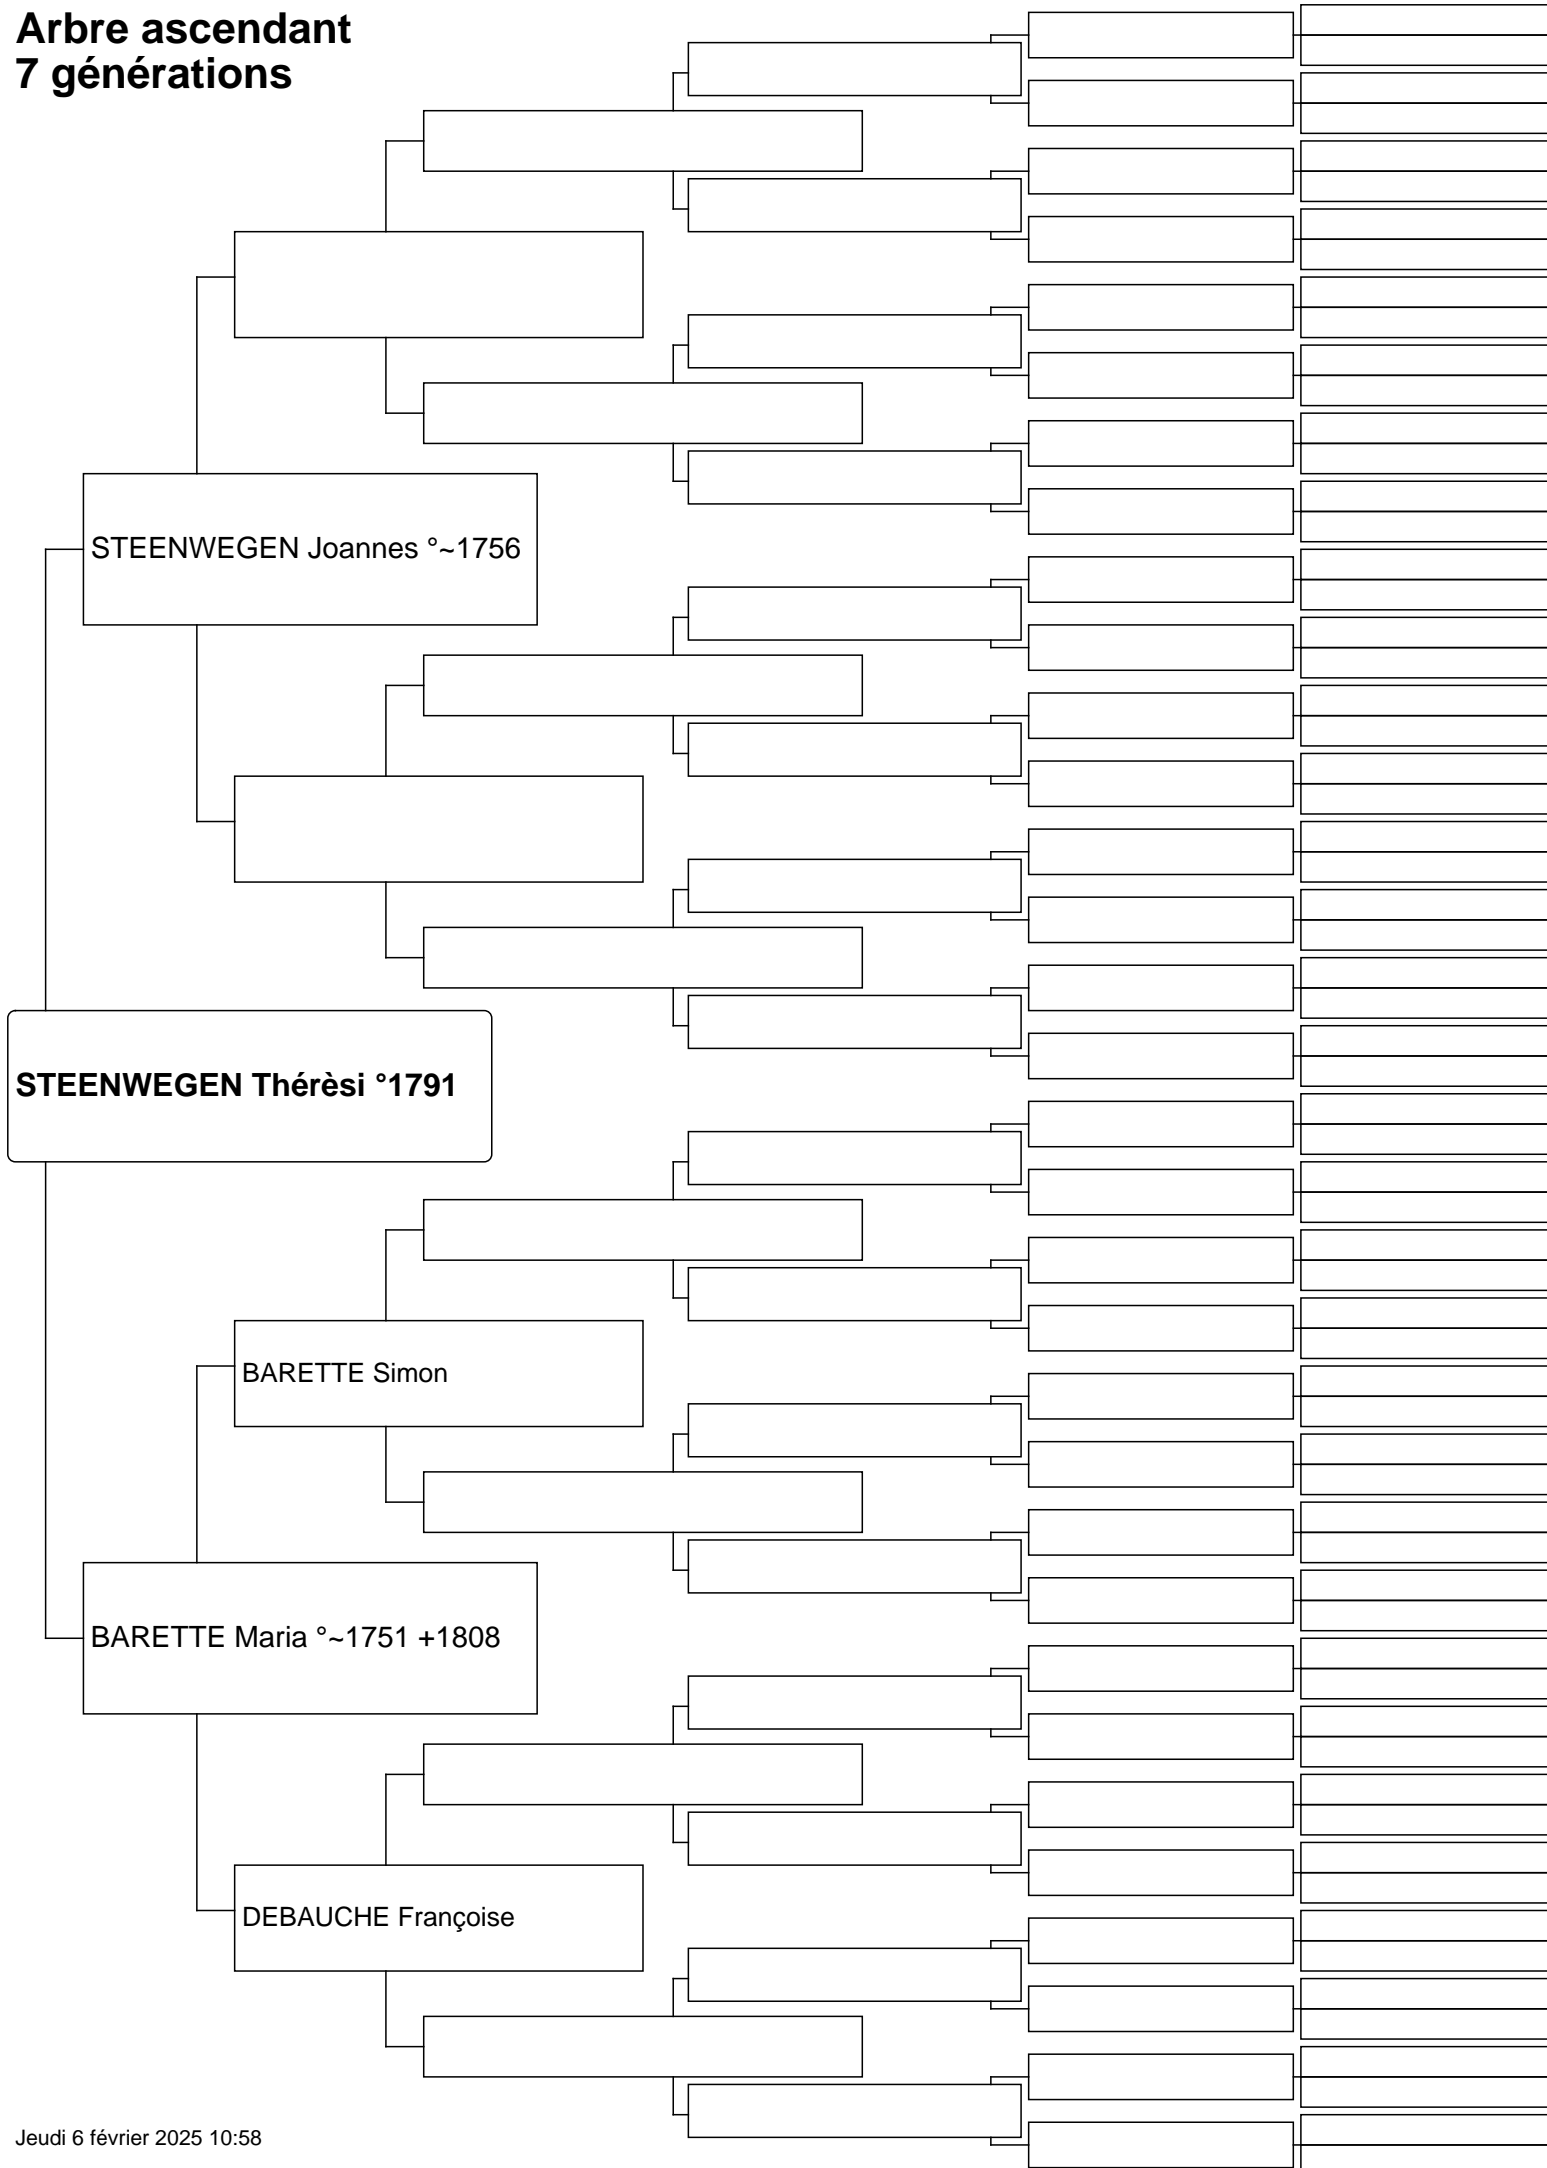 Arbre ascendant
7 générations
STEENWEGEN Joannes °~1756
STEENWEGEN Thérèsi °1791
BARETTE Simon
BARETTE Maria °~1751 +1808
DEBAUCHE Françoise
Jeudi 6 février 2025 10:58